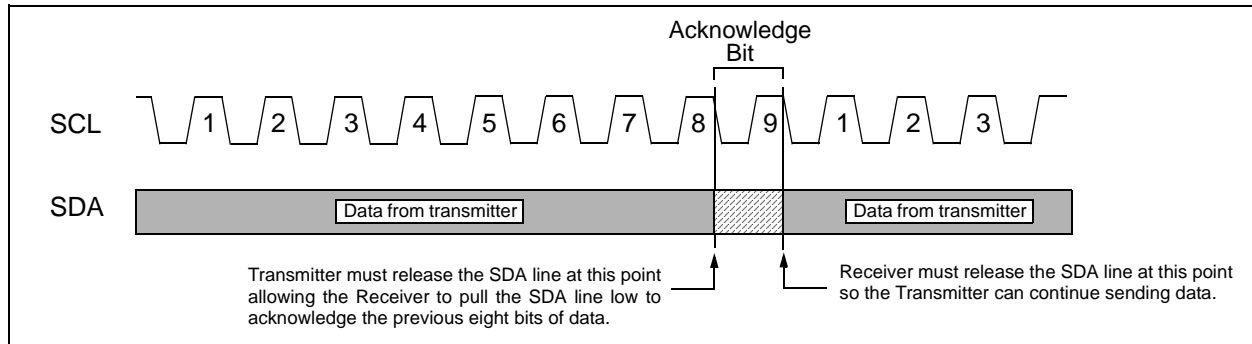 Acknowledge
Bit
SCL
1 2 3 4 5 6 7 8 9 1 2 3
SDA
Data from transmitter
Data from transmitter
Transmitter must release the SDA line at this point
allowing the Receiver to pull the SDA line low to
acknowledge the previous eight bits of data.
Receiver must release the SDA line at this point
so the Transmitter can continue sending data.